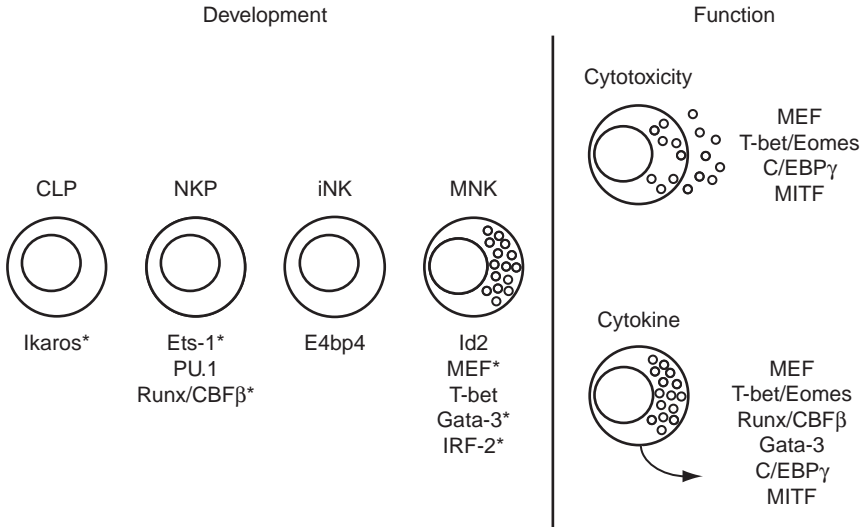 Development
Function
CLP
Ikaros*
NKP
Ets-1*
PU.1
Runx/CBFβ*
iNK
E4bp4
MNK
Id2
MEF*
T-bet
Gata-3*
IRF-2*
Cytotoxicity
MEF
T-bet/Eomes
C/EBPγ
MITF
Cytokine
MEF
T-bet/Eomes
Runx/CBFβ
Gata-3
C/EBPγ
MITF